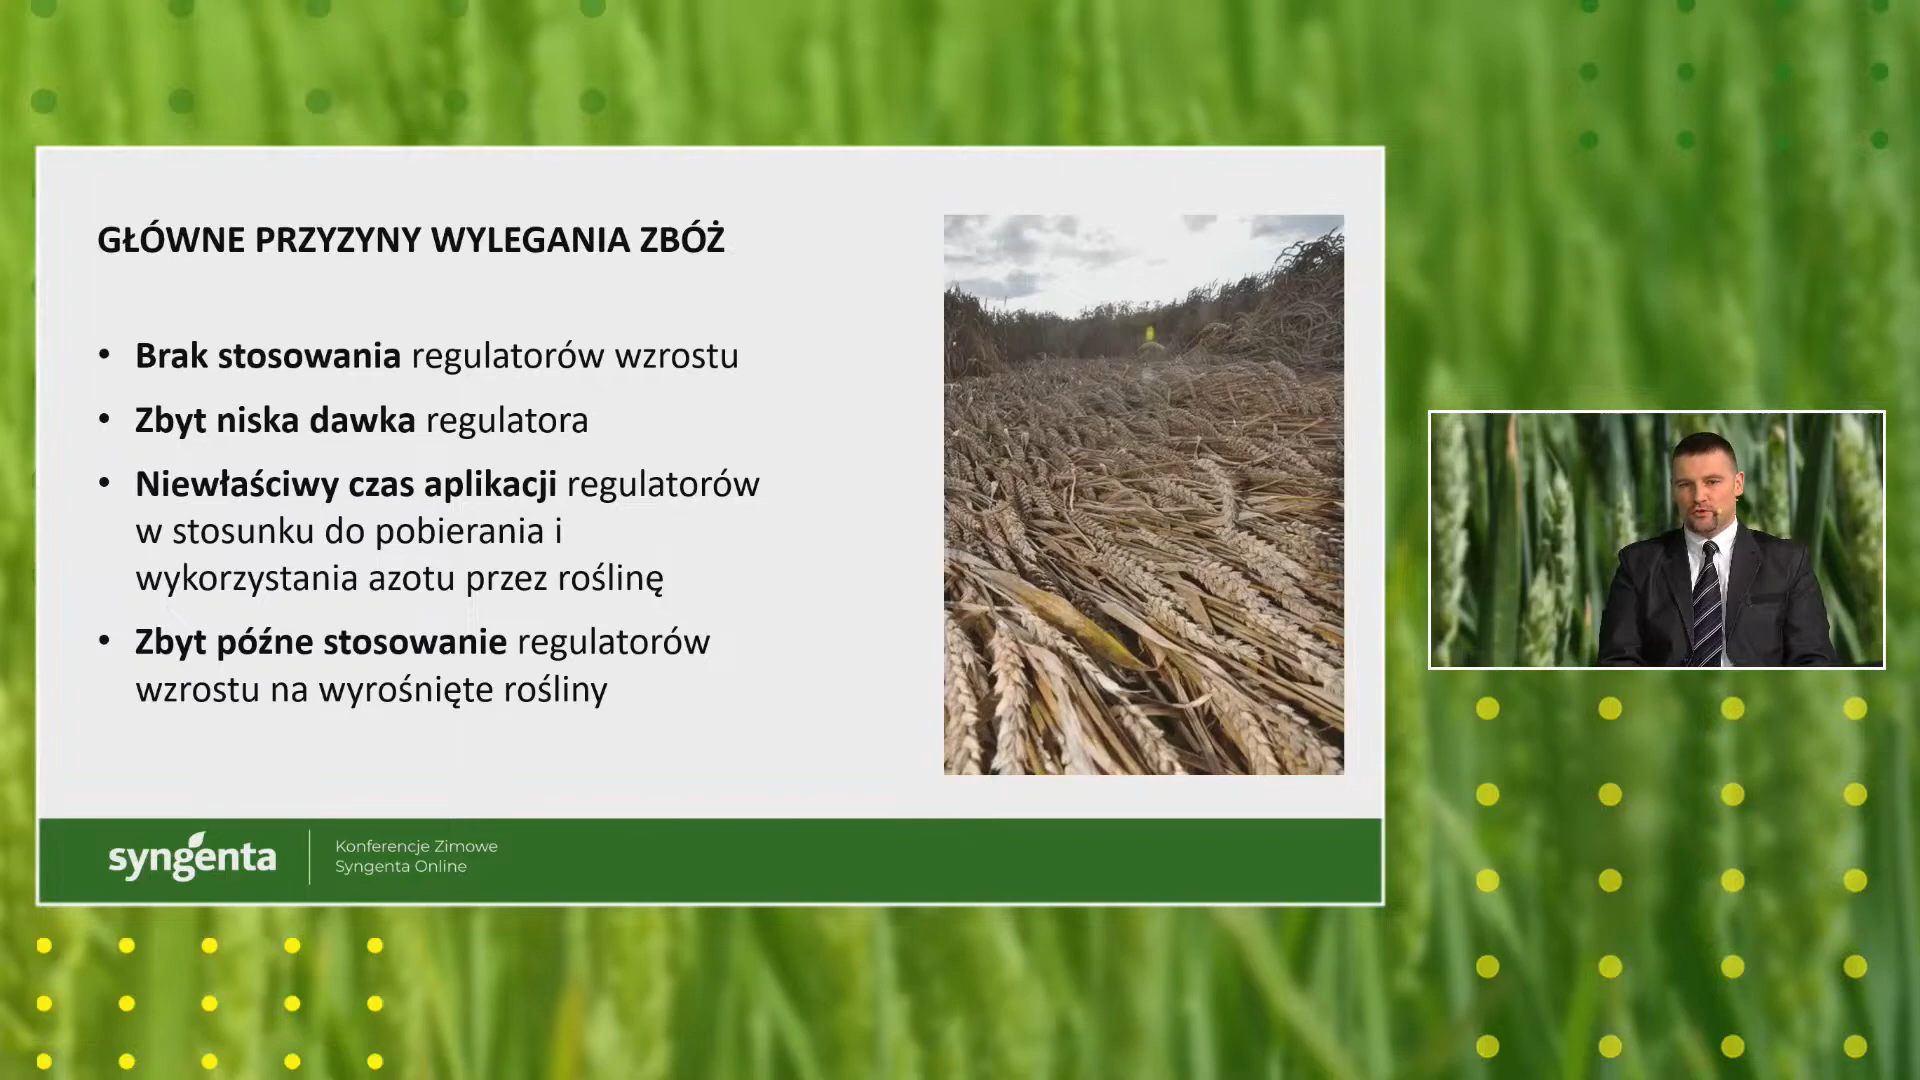 GŁÓWNE PRZYZYNY WYLEGANIA ZBÓŻ
• Brak stosowania regulatorów wzrostu
• Zbyt niska dawka regulatora
• Niewłaściwy czas aplikacji regulatorów
w stosunku do pobierania i
wykorzystania azotu przez roślinę
• Zbyt późne stosowanie regulatorów
wzrostu na wyrośnięte rośliny
syngenta
Konferencje Zimowe
Syngenta Online